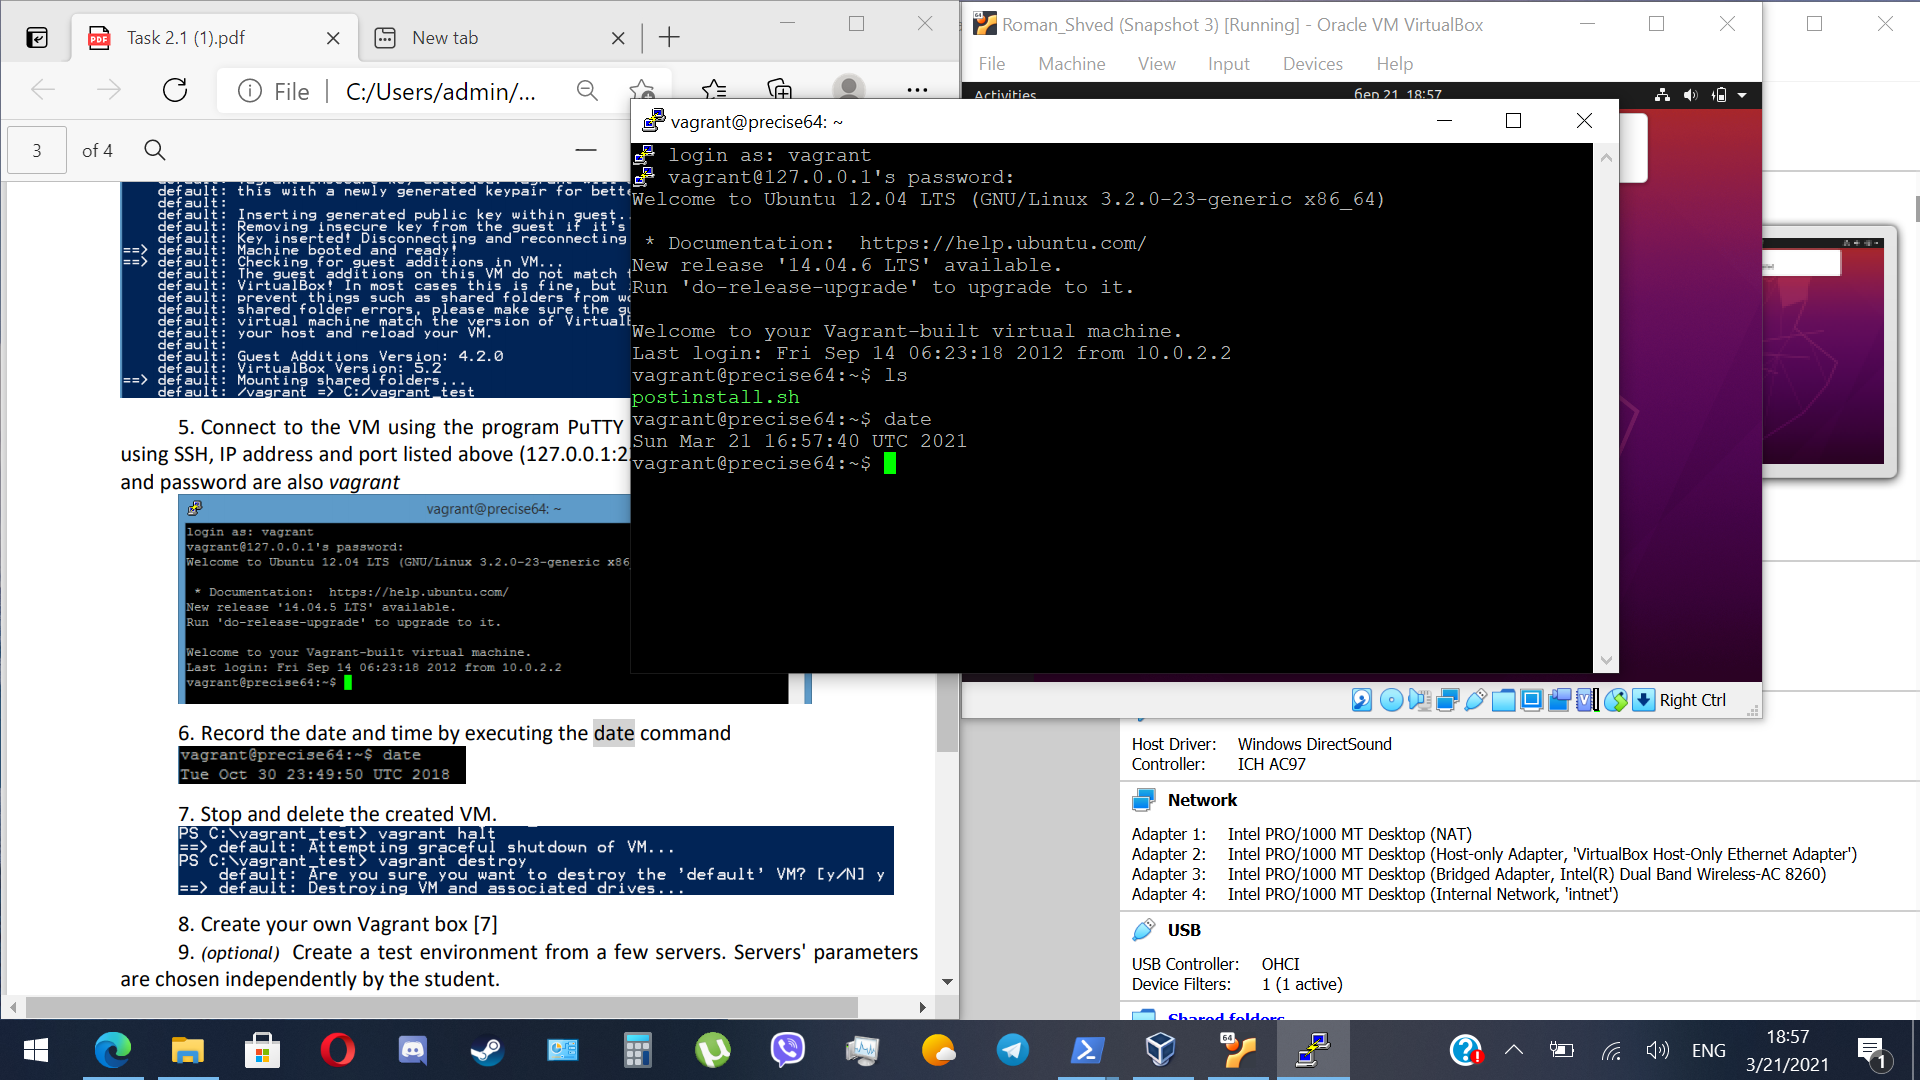 Task 2.1 (1).pdf
New tab
File
C:/Users/admin/...
3
of 4
default:
default: this with a newly generated keypair for bette
default:
default: Inserting generated public key within guest..
default: Removing insecure key from the guest if it's
default: Key inserted! Disconnecting and reconnecting
==> default: Machine booted and ready!
==> default: Checking for guest additions in VM...
default: The guest additions on this VM do not match
default: VirtualBox! In most cases this is fine, but
default: prevent things such as shared folders from wo
default: shared folder errors, please make sure the gu
default: virtual machine match the version of Virtual
default: your host and reload your VM.
default:
default: Guest Additions Version: 4.2.0
default: VirtualBox Version: 5.2
==> default: Mounting shared folders...
default: /vagrant => C:/vagrant_test
5. Connect to the VM using the program PuTTY
using SSH, IP address and port listed above (127.0.0.1:2
and password are also vagrant
vagrant@precise64: ~
login as: vagrant
vagrant@127.0.0.1's password:
Welcome to Ubuntu 12.04 LTS (GNU/Linux 3.2.0-23-generic x86
* Documentation:  https://help.ubuntu.com/
New release '14.04.5 LTS' available.
Run 'do-release-upgrade' to upgrade to it.
Welcome to your Vagrant-built virtual machine.
Last login: Fri Sep 14 06:23:18 2012 from 10.0.2.2
vagrant@precise64:~$
6. Record the date and time by executing the date command
vagrant@precise64:~$ date
Tue Oct 30 23:49:50 UTC 2018
7. Stop and delete the created VM.
PS C:\vagrant_test> vagrant halt
==> default: Attempting graceful shutdown of VM...
PS C:\vagrant_test> vagrant destroy
default: Are you sure you want to destroy the 'default' VM? [y/N] y
==> default: Destroying VM and associated drives...
8. Create your own Vagrant box [7]
9. (optional) Create a test environment from a few servers. Servers' parameters
are chosen independently by the student.
Roman_Shved (Snapshot 3) [Running] - Oracle VM VirtualBox
File Machine View Input Devices Help
Activities
бер 21 18:57
vagrant@precise64: ~
login as: vagrant
vagrant@127.0.0.1's password:
Welcome to Ubuntu 12.04 LTS (GNU/Linux 3.2.0-23-generic x86_64)
* Documentation:  https://help.ubuntu.com/
New release '14.04.6 LTS' available.
Run 'do-release-upgrade' to upgrade to it.
Welcome to your Vagrant-built virtual machine.
Last login: Fri Sep 14 06:23:18 2012 from 10.0.2.2
vagrant@precise64:~$ ls
postinstall.sh
vagrant@precise64:~$ date
Sun Mar 21 16:57:40 UTC 2021
vagrant@precise64:~$
Right Ctrl
Host Driver: Windows DirectSound
Controller: ICH AC97
Network
Adapter 1: Intel PRO/1000 MT Desktop (NAT)
Adapter 2: Intel PRO/1000 MT Desktop (Host-only Adapter, 'VirtualBox Host-Only Ethernet Adapter')
Adapter 3: Intel PRO/1000 MT Desktop (Bridged Adapter, Intel(R) Dual Band Wireless-AC 8260)
Adapter 4: Intel PRO/1000 MT Desktop (Internal Network, 'intnet')
USB
USB Controller: OHCI
Device Filters: 1 (1 active)
Shared folders
64
ENG
18:57
3/21/2021
1